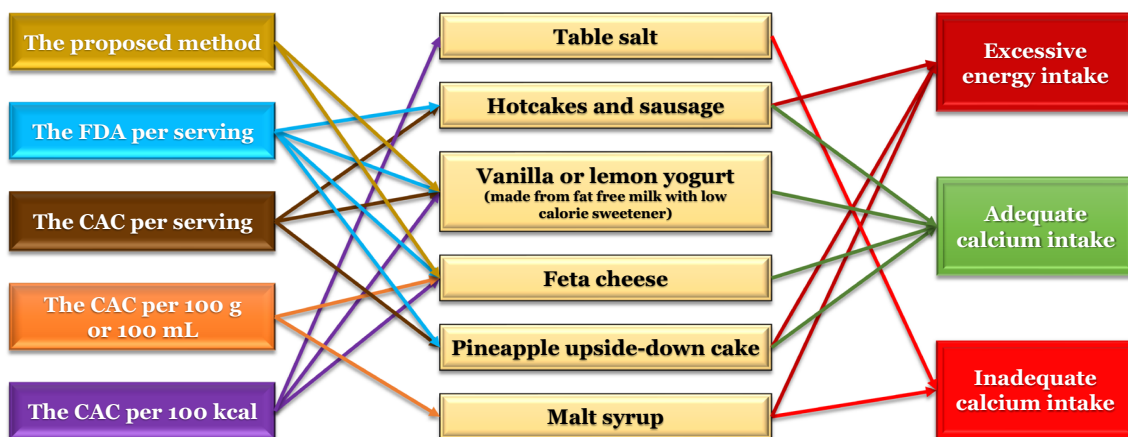 The proposed method
The FDA per serving
The CAC per serving
The CAC per 100 g
or 100 mL
The CAC per 100 kcal
Table salt
Hotcakes and sausage
Vanilla or lemon yogurt
(made from fat free milk with low
calorie sweetener)
Feta cheese
Pineapple upside-down cake
Malt syrup
Excessive
energy intake
Adequate
calcium intake
Inadequate
calcium intake